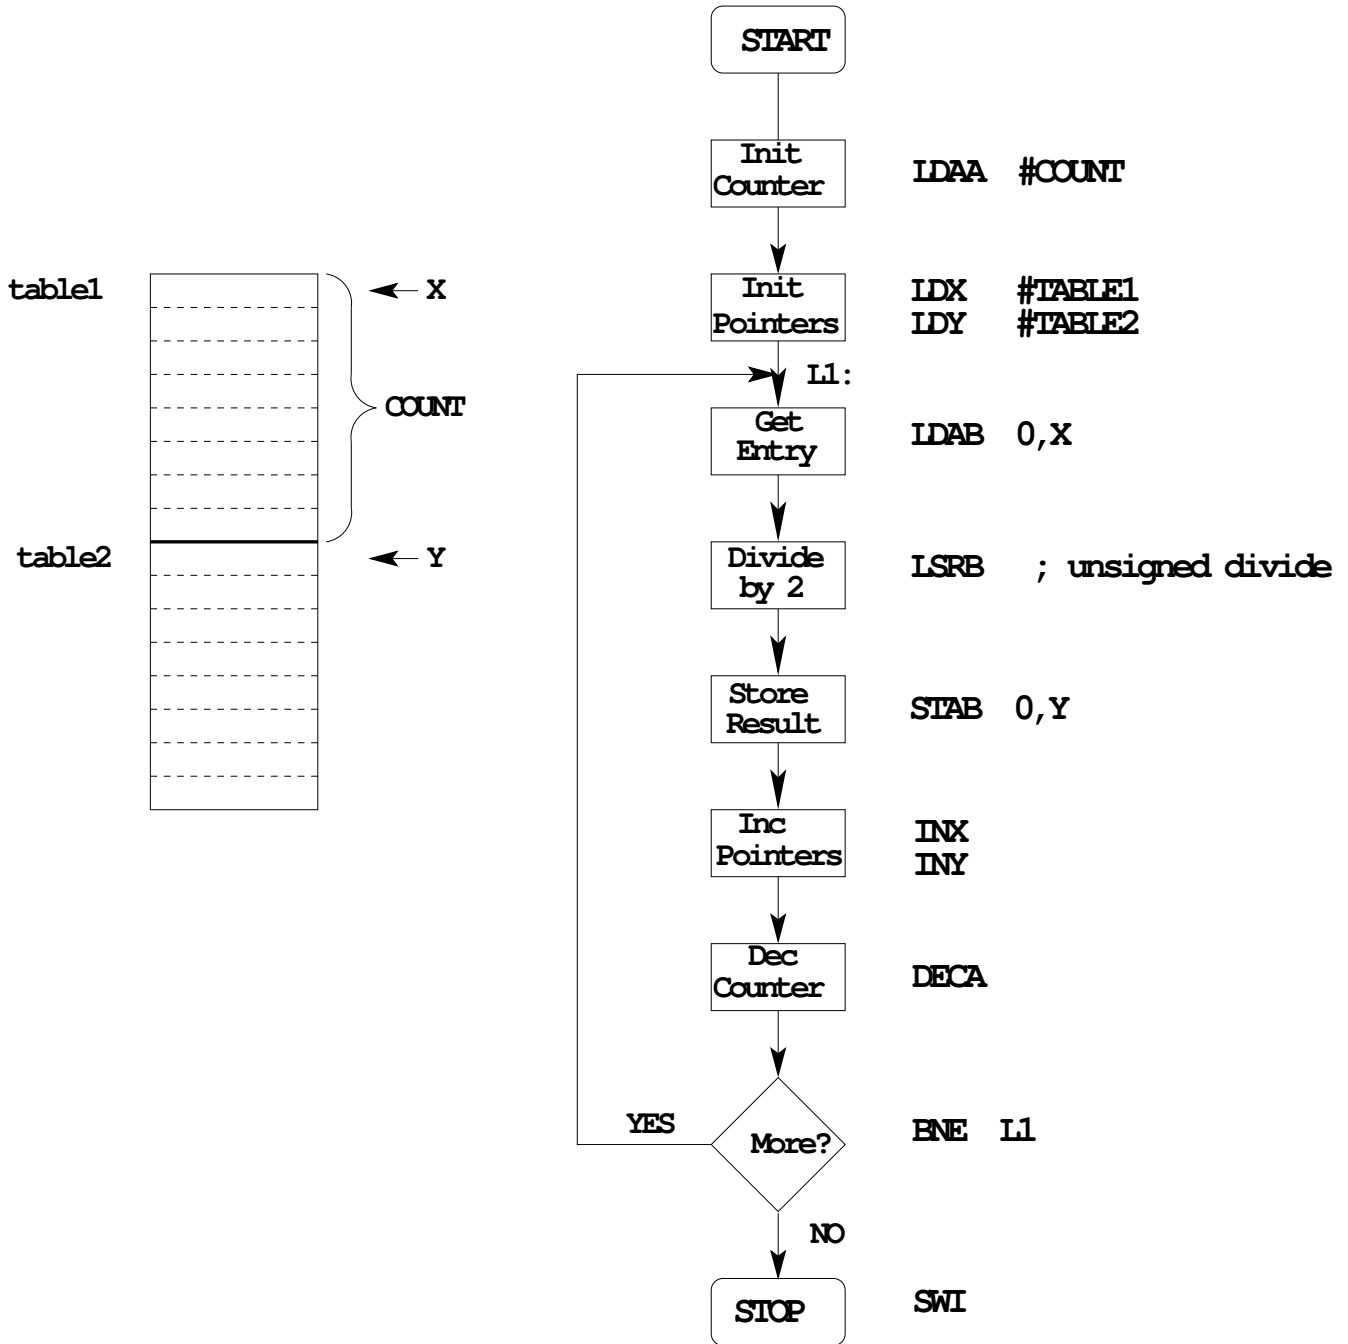 START
Init
Counter
LDAA #COUNT
table1
X
Init
Pointers
LDX #TABLE1
LDY #TABLE2
L1:
COUNT
Get
Entry
LDAB 0,X
table2
Y
Divide
by 2
LSRB ; unsigned divide
Store
Result
STAB 0,Y
Inc
Pointers
INX
INY
Dec
Counter
DECA
YES
More?
BNE L1
NO
STOP
SWI